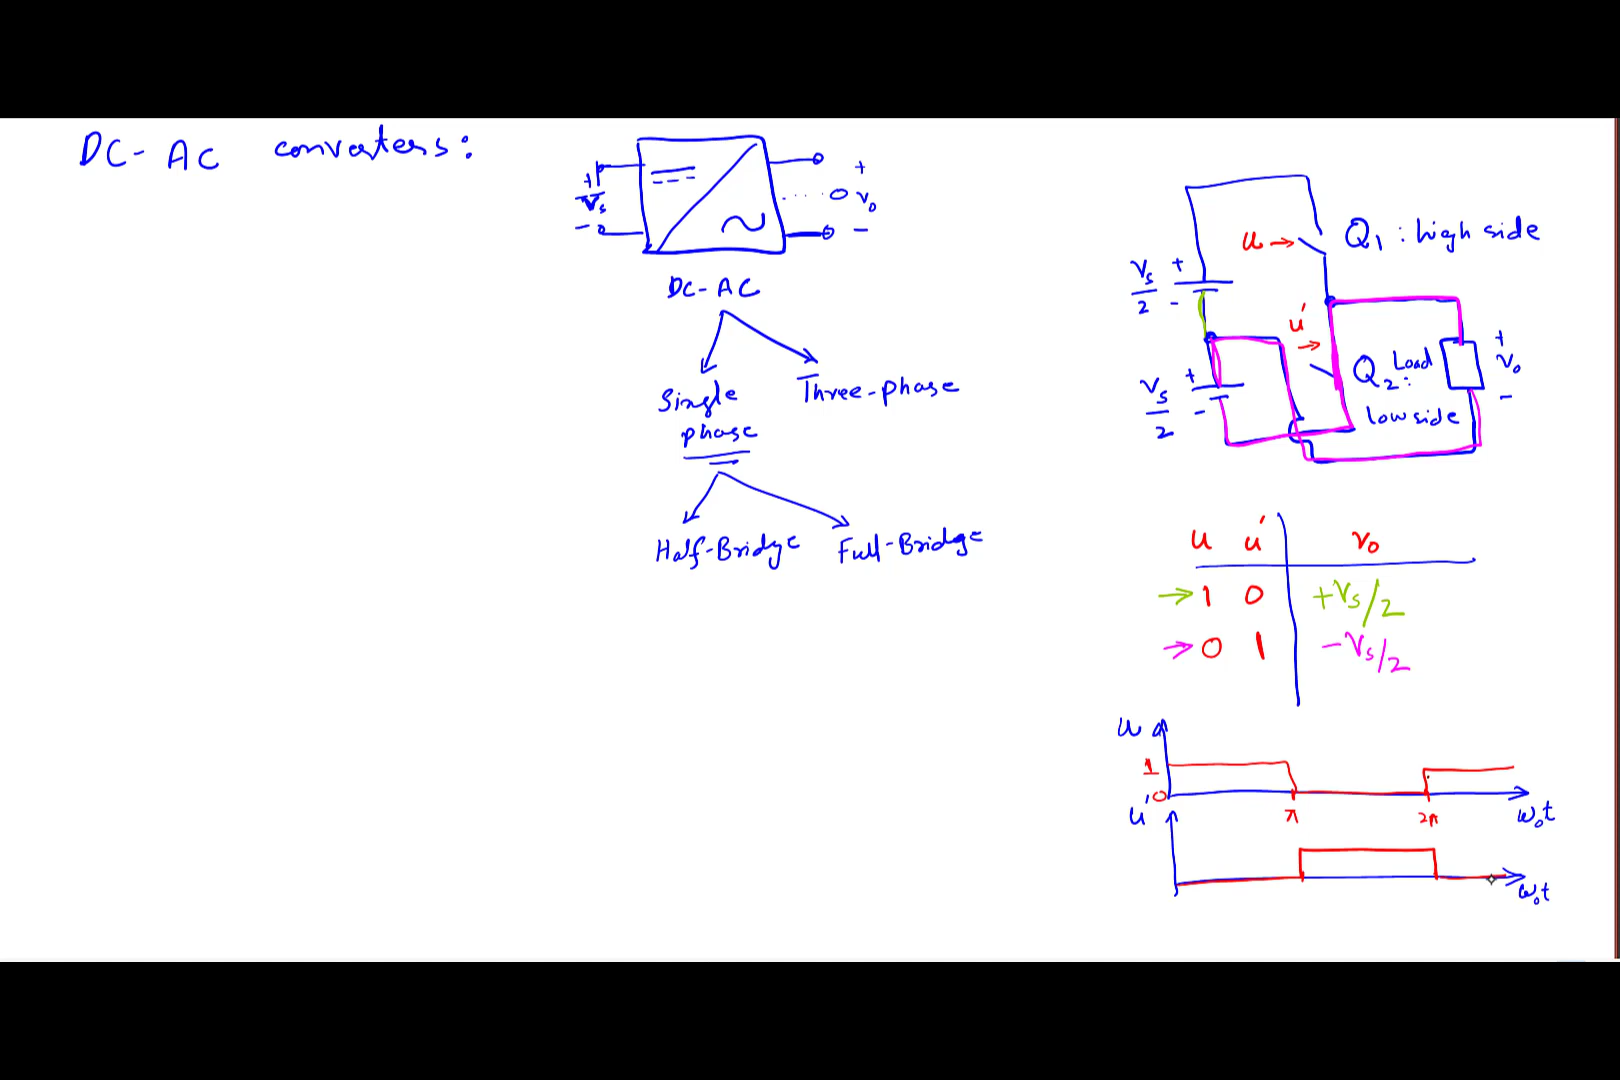 DC-AC converters:
+
Vs
-
+
vo
-
DC-AC
Single
phase
Three-phase
Half-Bridge
Full-Bridge
u → Q1 : high side
Vs/2 + -
u' →
Q2: low side
Vs/2 + -
Load
+
vo
-
u u' vo
→ 1 0 +Vs/2
→ 0 1 -Vs/2
u
1
0
π 2π ωot
u'
ωot